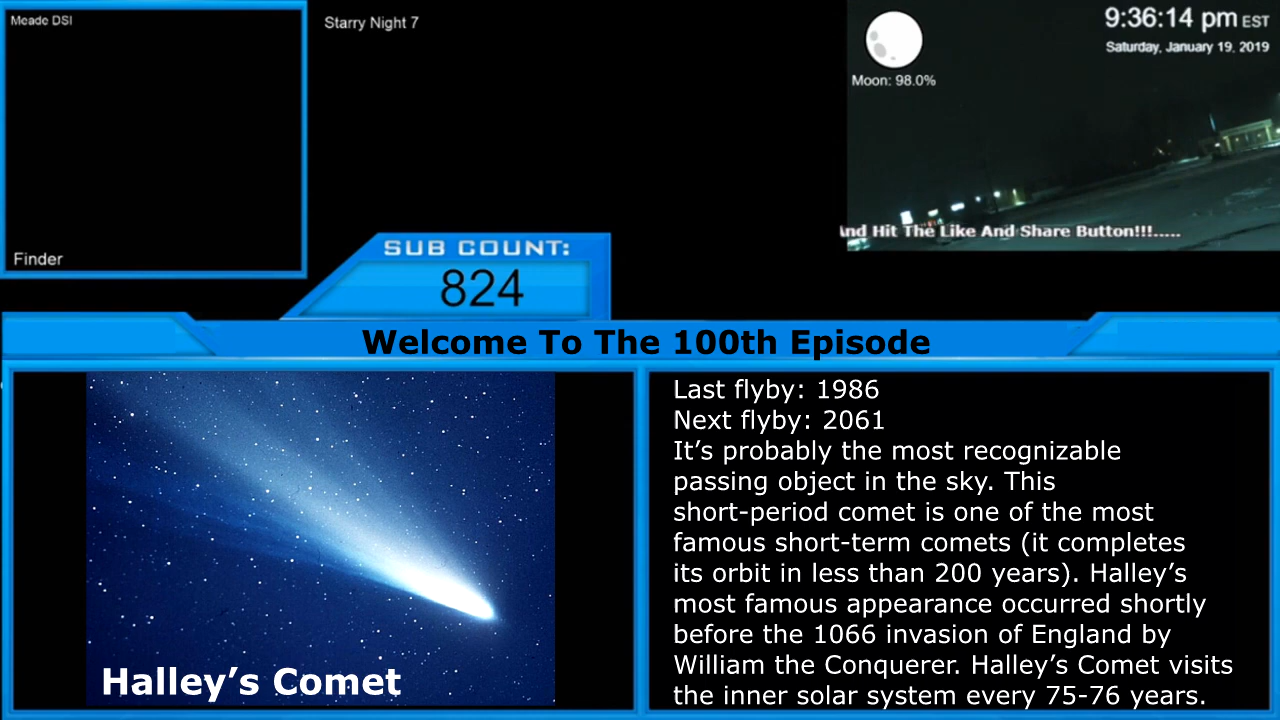 Meade DSI
Finder
Starry Night 7
Moon: 98.0%
9:36:14 pm EST
Saturday, January 19, 2019
And Hit The Like And Share Button!!!.....
SUB COUNT:
824
Welcome To The 100th Episode
Halley’s Comet
Last flyby: 1986
Next flyby: 2061
It’s probably the most recognizable
passing object in the sky. This
short-period comet is one of the most
famous short-term comets (it completes
its orbit in less than 200 years). Halley’s
most famous appearance occurred shortly
before the 1066 invasion of England by
William the Conquerer. Halley’s Comet visits
the inner solar system every 75-76 years.